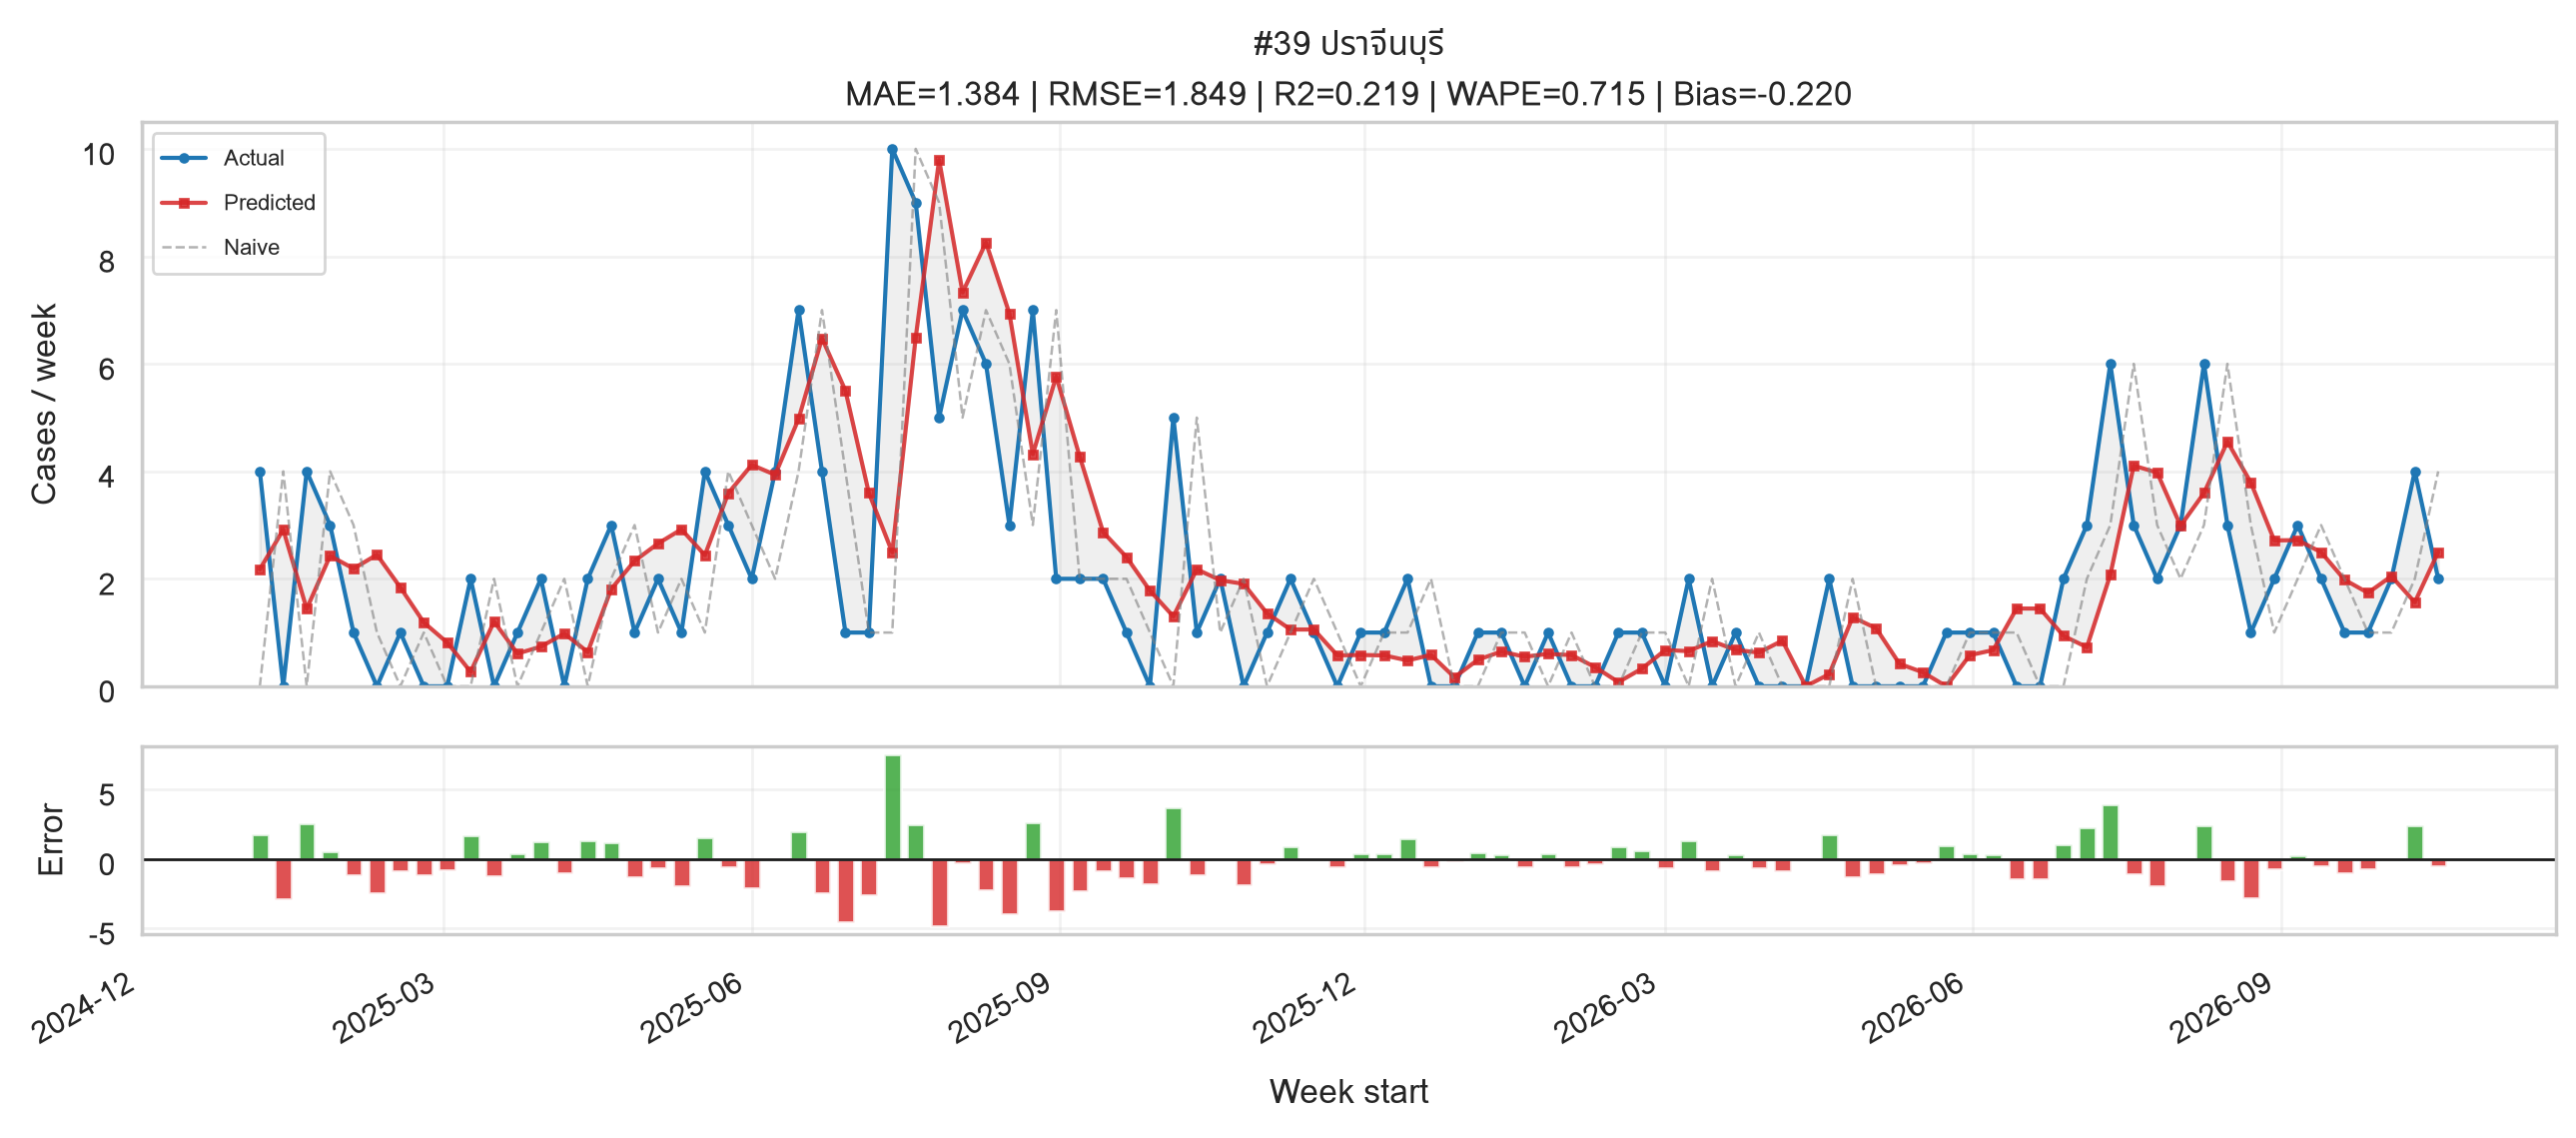 #39 ปราจีนบุรี
MAE=1.384 | RMSE=1.849 | R2=0.219 | WAPE=0.715 | Bias=-0.220
Actual
Predicted
Naive
Cases / week
10
8
6
4
2
0
Error
5
0
-5
2024-12
2025-03
2025-06
2025-09
2025-12
2026-03
2026-06
2026-09
Week start